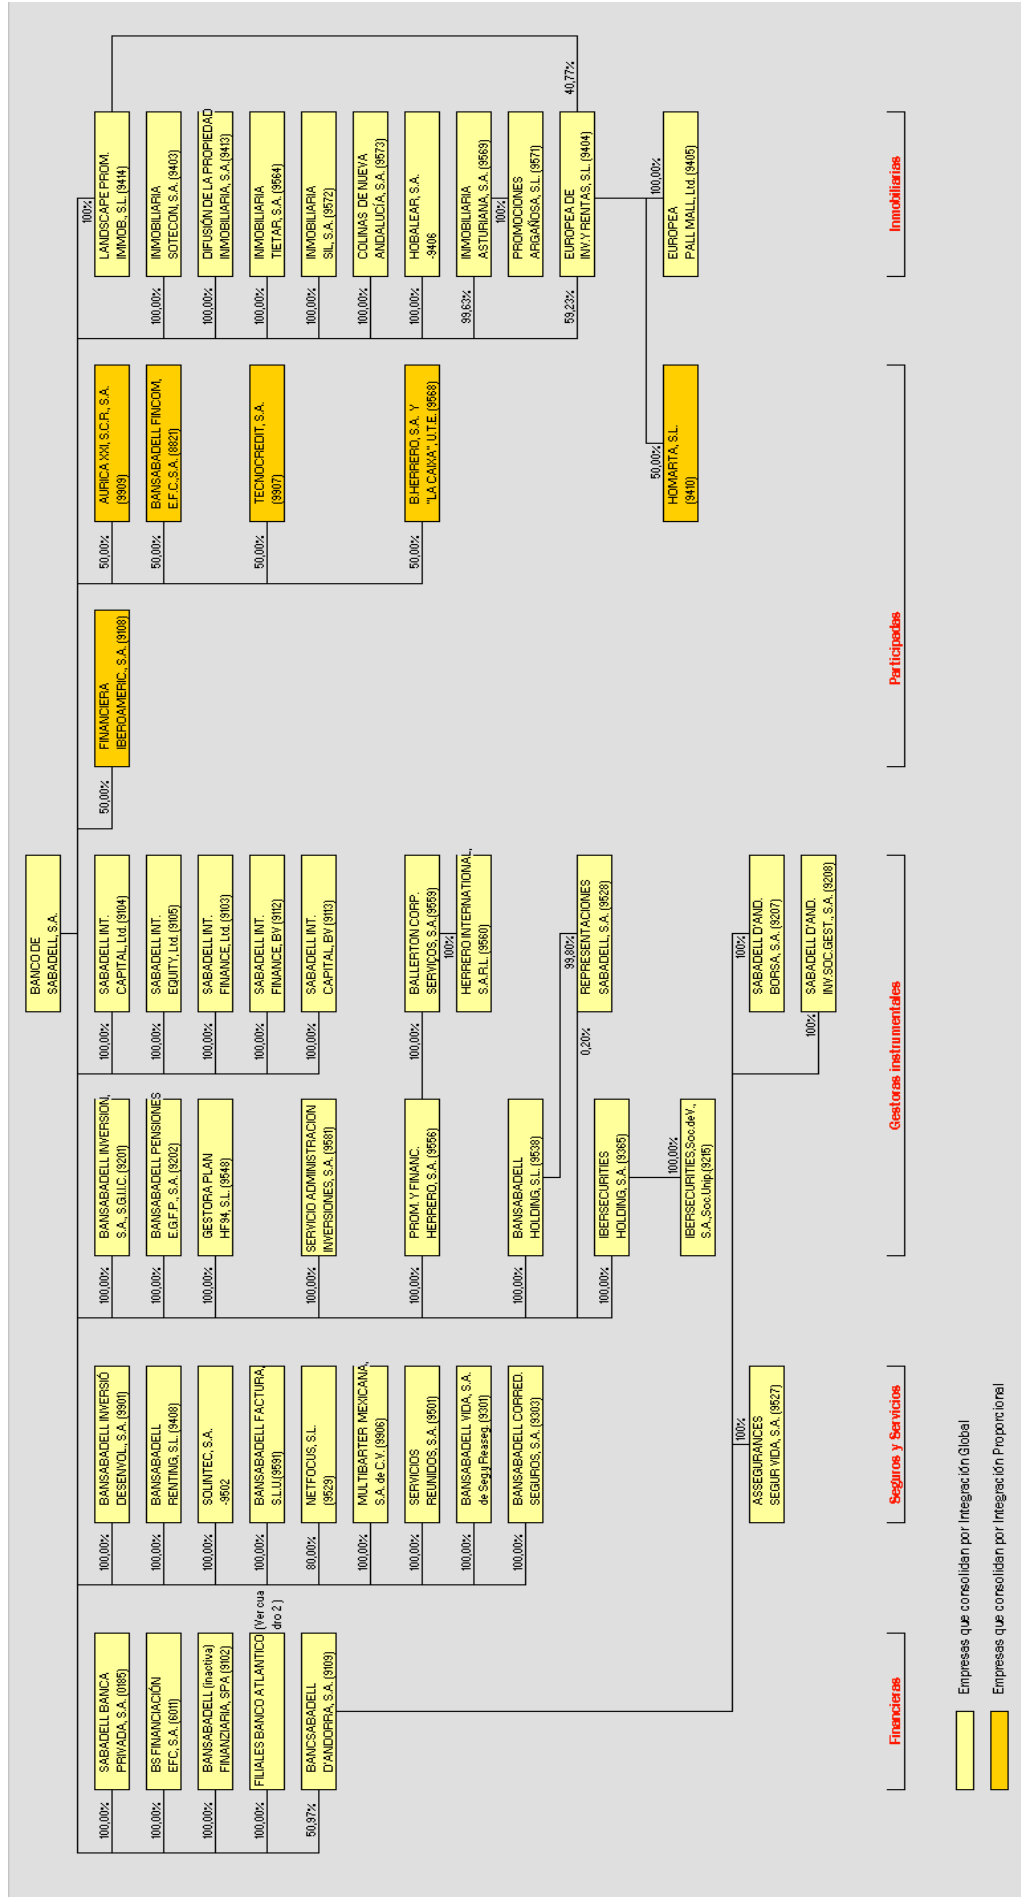 BANCO DE
SABADELL, S.A.
100,00%
SABADELL BANCA
PRIVADA, S.A. (0185)
100,00%
BS FINANCIACIÓN
EFC, S.A. (6011)
100,00%
BANSABADELL (inactiva)
FINANZIARIA, SPA (9102)
100,00%
FILIALES BANCO ATLANTICO
(Ver cua
dro 2 )
50,97%
BANCSABADELL
D'ANDORRA, S.A. (9109)
100,00%
BANSABADELL INVERSIÓ
DESENVOL., S.A. (9901)
100,00%
BANSABADELL
RENTING, S.L. (9408)
100,00%
SOLINTEC, S.A.
-9502
100,00%
BANSABADELL FACTURA,
S.L.U.(9591)
80,00%
NETFOCUS, S.L.
(9529)
100,00%
MULTIBARTER MEXICANA,
S.A. de C.V. (9906)
100,00%
SERVICIOS
REUNIDOS, S.A. (9501)
100,00%
BANSABADELL VIDA, S.A.
de Seg.y Reaseg. (9301)
100,00%
BANSABADELL CORRED.
SEGUROS, S.A. (9303)
100%
ASSEGURANCES
SEGUR VIDA, S.A. (9527)
100,00%
BANSABADELL INVERSION,
S.A., S.G.I.I.C. (9201)
100,00%
BANSABADELL PENSIONES
E.G.F.P., S.A. (9202)
100,00%
GESTORA PLAN
HF94, S.L. (9548)
100,00%
SERVICIO ADMINISTRACION
INVERSIONES, S.A. (9581)
100,00%
PROM. Y FINANC.
HERRERO, S.A. (9556)
100,00%
BANSABADELL
HOLDING, S.L. (9538)
100,00%
IBERSECURITIES
HOLDING, S.A. (9365)
100,00%
IBERSECURITIES,Soc.deV.,
S.A.,Soc.Unip.(9215)
100,00%
SABADELL INT.
CAPITAL, Ltd. (9104)
100,00%
SABADELL INT.
EQUITY, Ltd. (9105)
100,00%
SABADELL INT.
FINANCE, Ltd. (9103)
100,00%
SABADELL INT.
FINANCE, BV (9112)
100,00%
SABADELL INT.
CAPITAL, BV (9113)
100,00%
BALLERTON CORP.
SERVIÇOS, S.A.(9559)
100%
HERRERO INTERNATIONAL,
S.A.R.L. (9560)
99,80%
0,20%
REPRESENTACIONES
SABADELL, S.A. (9528)
100%
SABADELL D'AND.
BORSA, S.A. (9207)
100%
SABADELL D'AND.
INV.SOC.GEST., S.A. (9208)
50,00%
FINANCIERA
IBEROAMERIC., S.A. (9108)
50,00%
AURICA XXI, S.C.R., S.A.
(9909)
50,00%
BANSABADELL FINCOM,
E.F.C.,S.A. (8821)
50,00%
TECNOCREDIT, S.A.
(9907)
50,00%
B.HERRERO, S.A. Y
"LA CAIXA", U.T.E. (9568)
50,00%
HOMARTA, S.L.
(9410)
100%
LANDSCAPE PROM.
IMMOB., S.L. (9414)
100,00%
INMOBILIARIA
SOTECON, S.A. (9403)
100,00%
DIFUSIÓN DE LA PROPIEDAD
INMOBILIARIA, S.A.(9413)
100,00%
INMOBILIARIA
TIETAR, S.A. (9564)
100,00%
INMOBILIARIA
SIL, S.A. (9572)
100,00%
COLINAS DE NUEVA
ANDALUCÍA, S.A. (9573)
100,00%
HOBALEAR, S.A.
-9406
99,63%
INMOBILIARIA
ASTURIANA, S.A. (9569)
100%
PROMOCIONES
ARGAÑOSA, S.L. (9571)
59,23%
EUROPEA DE
INV.Y RENTAS, S.L. (9404)
40,77%
100,00%
EUROPEA
PALL MALL, Ltd. (9405)
Financieras
Seguros y Servicios
Gestoras instrumentales
Participadas
Inmobiliarias
Empresas que consolidan por Integración Global
Empresas que consolidan por Integración Proporcional